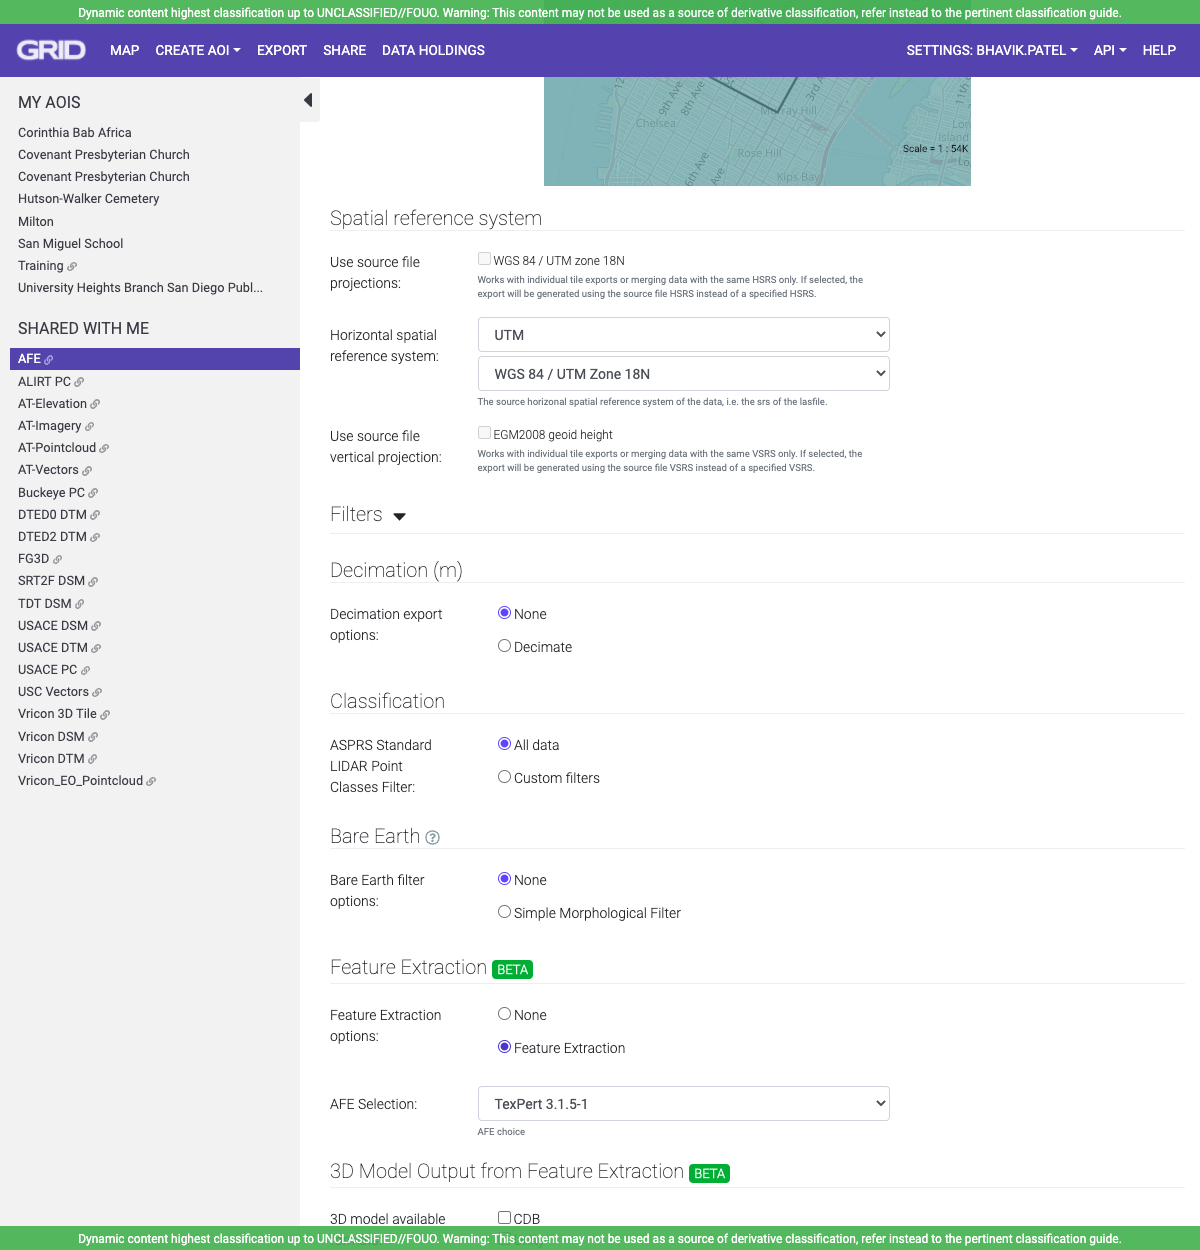 Dynamic content highest classification up to UNCLASSIFIED//FOUO. Warning: This content may not be used as a source of derivative classification, refer instead to the pertinent classification guide.
GRID MAP CREATE AOI EXPORT SHARE DATA HOLDINGS SETTINGS: BHAVIK.PATEL API HELP
MY AOIS
Corinthia Bab Africa
Covenant Presbyterian Church
Covenant Presbyterian Church
Hutson-Walker Cemetery
Milton
San Miguel School
Training
University Heights Branch San Diego Publ...
SHARED WITH ME
AFE
ALIRT PC
AT-Elevation
AT-Imagery
AT-Pointcloud
AT-Vectors
Buckeye PC
DTED0 DTM
DTED2 DTM
FG3D
SRT2F DSM
TDT DSM
USACE DSM
USACE DTM
USACE PC
USC Vectors
Vricon 3D Tile
Vricon DSM
Vricon DTM
Vricon_EO_Pointcloud
9th Ave
8th Ave
3rd A
11th
Murray Hill
Chelsea
Lon
Island
Scale = 1 : 54K
Lo
Rose Hill
6th Ave
Ave
Kips Bay
Spatial reference system
Use source file
projections:
WGS 84 / UTM zone 18N
Works with individual tile exports or merging data with the same HSRS only. If selected, the
export will be generated using the source file HSRS instead of a specified HSRS.
Horizontal spatial
reference system:
UTM
WGS 84 / UTM Zone 18N
The source horizonal spatial reference system of the data, i.e. the srs of the lasfile.
Use source file
vertical projection:
EGM2008 geoid height
Works with individual tile exports or merging data with the same VSRS only. If selected, the
export will be generated using the source file VSRS instead of a specified VSRS.
Filters
Decimation (m)
Decimation export
options:
None
Decimate
Classification
ASPRS Standard
LIDAR Point
Classes Filter:
All data
Custom filters
Bare Earth ?
Bare Earth filter
options:
None
Simple Morphological Filter
Feature Extraction BETA
Feature Extraction
options:
None
Feature Extraction
AFE Selection:
TexPert 3.1.5-1
AFE choice
3D Model Output from Feature Extraction BETA
3D model available
CDB
Dynamic content highest classification up to UNCLASSIFIED//FOUO. Warning: This content may not be used as a source of derivative classification, refer instead to the pertinent classification guide.